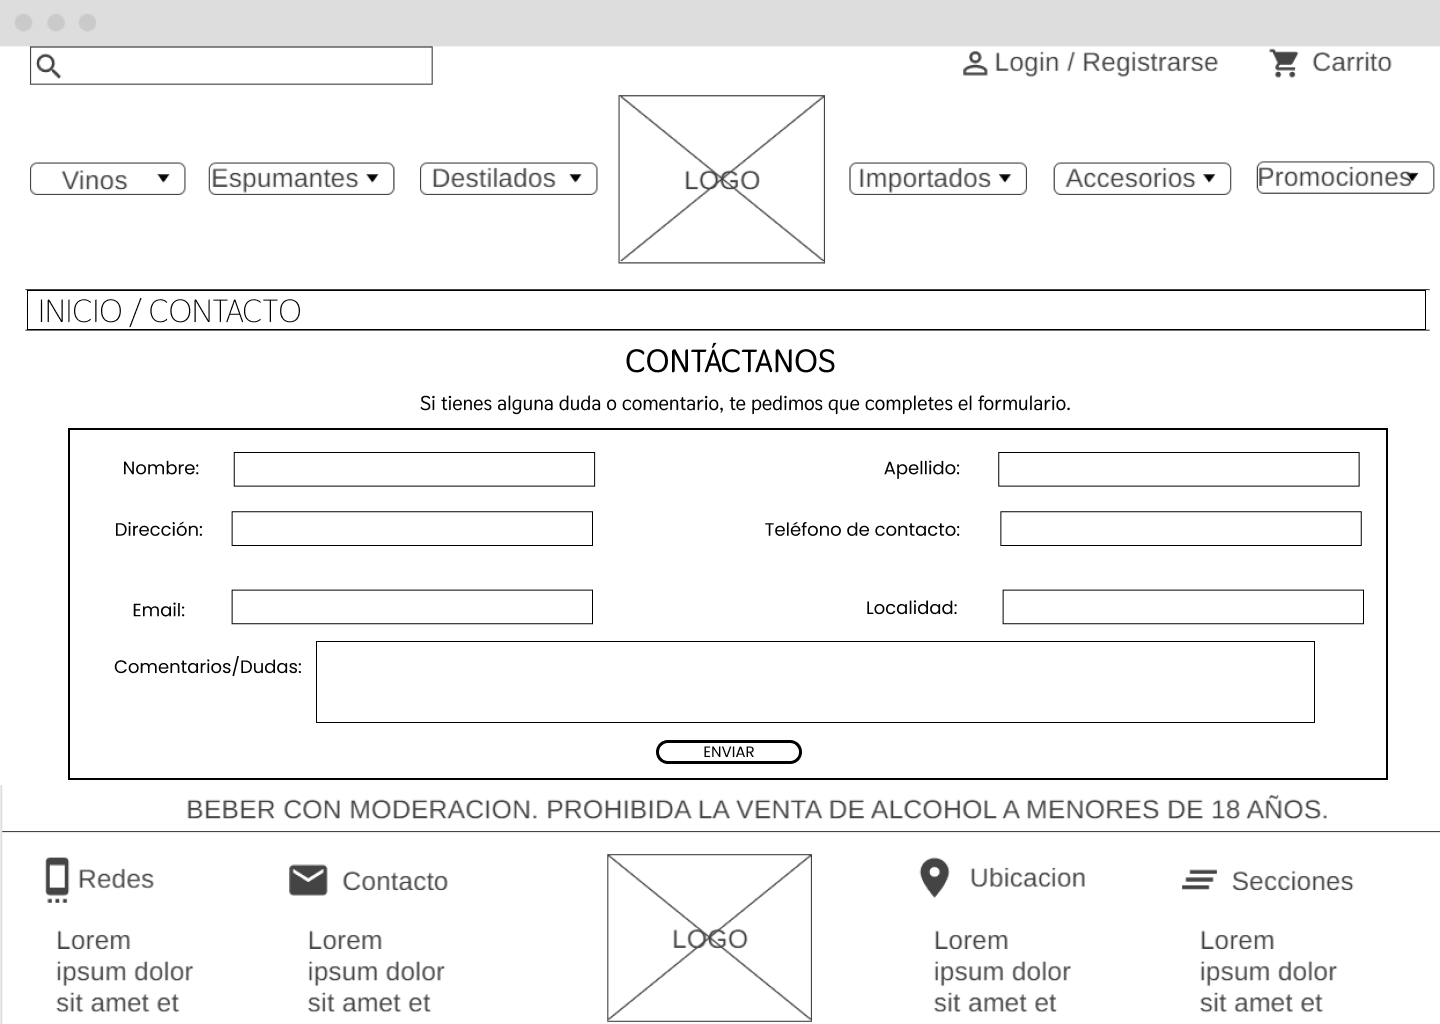 Login / Registrarse
Carrito
Vinos
Espumantes
Destilados
LOGO
Importados
Accesorios
Promociones
INICIO / CONTACTO
CONTÁCTANOS
Si tienes alguna duda o comentario, te pedimos que completes el formulario.
Nombre:
Apellido:
Dirección:
Teléfono de contacto:
Email:
Localidad:
Comentarios/Dudas:
ENVIAR
BEBER CON MODERACION. PROHIBIDA LA VENTA DE ALCOHOL A MENORES DE 18 AÑOS.
Redes
Lorem
ipsum dolor
sit amet et
Contacto
Lorem
ipsum dolor
sit amet et
LOGO
Ubicacion
Lorem
ipsum dolor
sit amet et
Secciones
Lorem
ipsum dolor
sit amet et